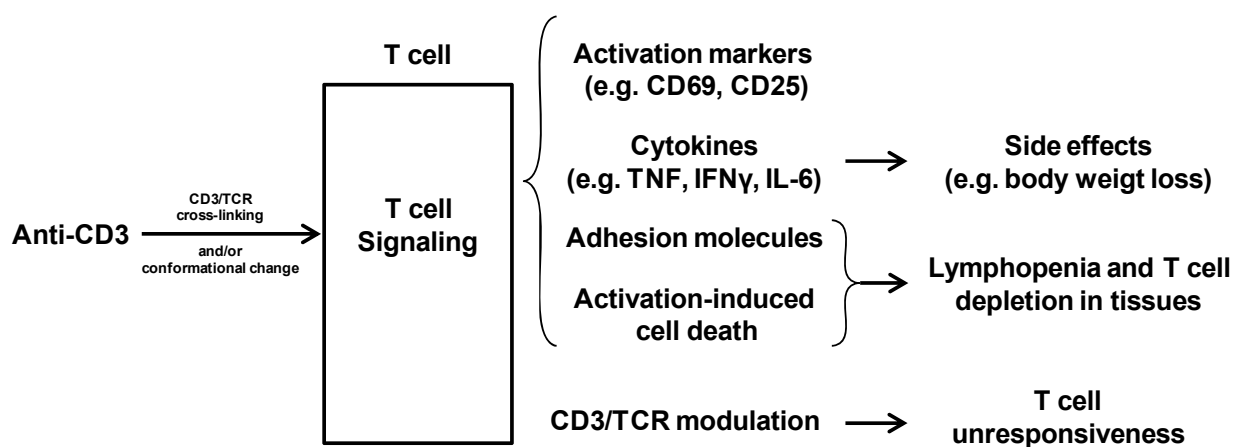 T cell
Anti-CD3
CD3/TCR
cross-linking
and/or
conformational change
T cell
Signaling
Activation markers
(e.g. CD69, CD25)
Cytokines
(e.g. TNF, IFNγ, IL-6)
Side effects
(e.g. body weigt loss)
Adhesion molecules
Activation-induced
cell death
Lymphopenia and T cell
depletion in tissues
CD3/TCR modulation
T cell
unresponsiveness